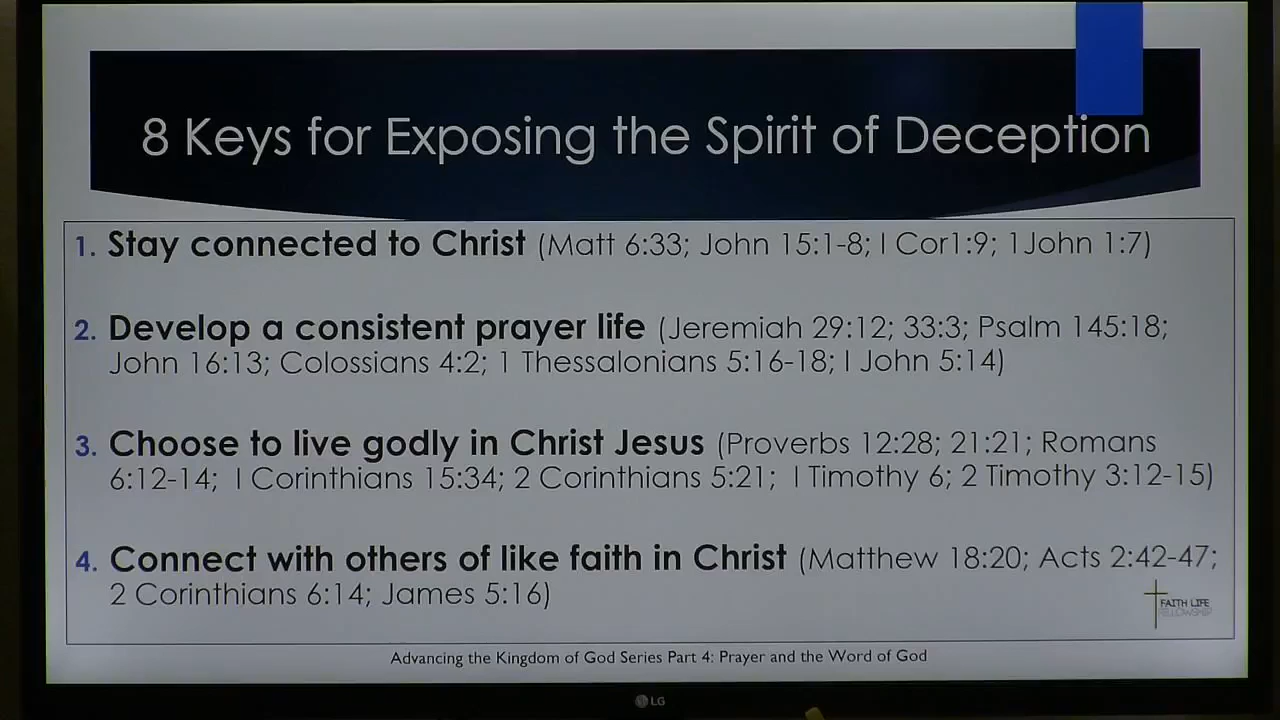 8 Keys for Exposing the Spirit of Deception
1. Stay connected to Christ (Matt 6:33; John 15:1-8; I Cor1:9; 1John 1:7)
2. Develop a consistent prayer life (Jeremiah 29:12; 33:3; Psalm 145:18;
John 16:13; Colossians 4:2; 1 Thessalonians 5:16-18; I John 5:14)
3. Choose to live godly in Christ Jesus (Proverbs 12:28; 21:21; Romans
6:12-14; I Corinthians 15:34; 2 Corinthians 5:21; I Timothy 6; 2 Timothy 3:12-15)
4. Connect with others of like faith in Christ (Matthew 18:20; Acts 2:42-47;
2 Corinthians 6:14; James 5:16)
FAITH LIFE
FELLOWSHIP
Advancing the Kingdom of God Series Part 4: Prayer and the Word of God
LG